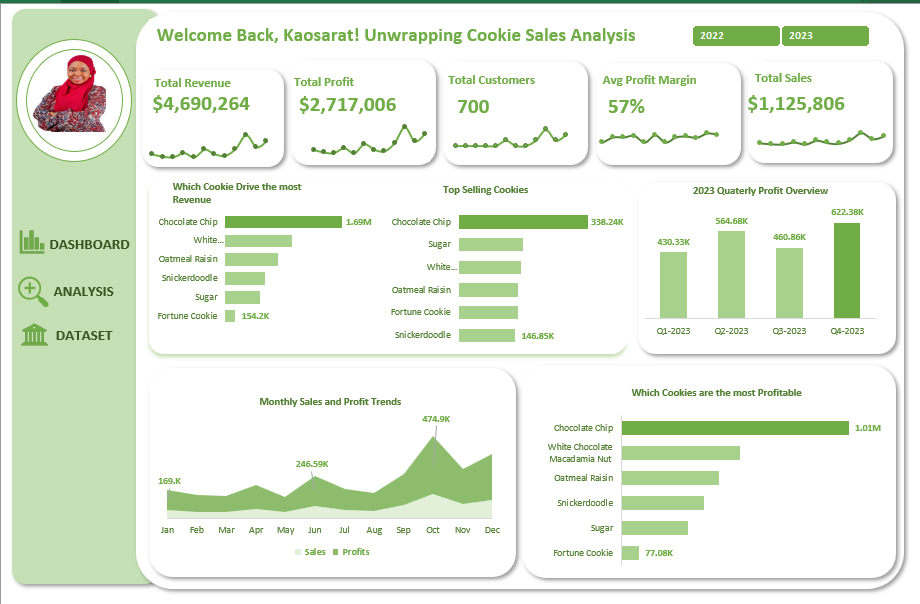 Welcome Back, Kaosarat! Unwrapping Cookie Sales Analysis
2022
2023
DASHBOARD
ANALYSIS
DATASET
Total Revenue
$4,690,264
Total Profit
$2,717,006
Total Customers
700
Avg Profit Margin
57%
Total Sales
$1,125,806
Which Cookie Drive the most
Revenue
Chocolate Chip
1.69M
White...
Oatmeal Raisin
Snickerdoodle
Sugar
Fortune Cookie
154.2K
Top Selling Cookies
Chocolate Chip
338.24K
Sugar
White...
Oatmeal Raisin
Fortune Cookie
Snickerdoodle
146.85K
2023 Quaterly Profit Overview
430.33K
564.68K
460.86K
622.38K
Q1-2023
Q2-2023
Q3-2023
Q4-2023
Monthly Sales and Profit Trends
169.K
246.59K
474.9K
Jan
Feb
Mar
Apr
May
Jun
Jul
Aug
Sep
Oct
Nov
Dec
Sales
Profits
Which Cookies are the most Profitable
Chocolate Chip
1.01M
White Chocolate
Macadamia Nut
Oatmeal Raisin
Snickerdoodle
Sugar
Fortune Cookie
77.08K